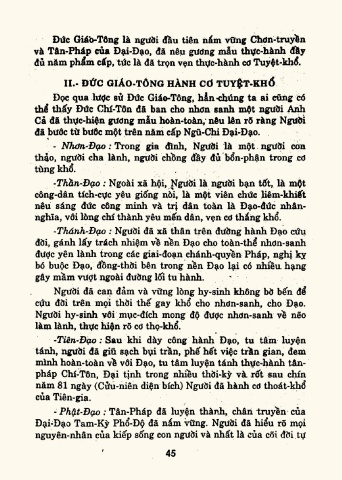 Đức Giáo-Tông là người đầu tiên nắm vững Chơn-truyền
và Tân-Pháp của Đại-Đạo, đã nêu gương mẫu thực-hành đầy
đủ năm phẩm cấp, tức là đã trọn vẹn thực-hành cơ Tuyệt-khổ.
II.- ĐỨC GIÁO-TÔNG HÀNH CƠ TUYỆT-KHỔ
Đọc qua lược sử Đức Giáo-Tông, hẳn chúng ta ai cũng có
thể thấy Đức Chí-Tôn đã ban cho nhơn sanh một người Anh
Cả đã thực-hiện gương mẫu hoàn-toàn, nêu lên rõ ràng Người
đã bước từ bước một trên năm cấp Ngũ-Chi Đại-Đạo.
- Nhơn-Đạo : Trong gia đình, Người là một người con
thảo, người cha lành, người chồng đầy đủ bổn-phận trong cơ
tùng khổ.
-Thần-Đạo : Ngoài xã hội, Người là người bạn tốt, là một
công-dân tích-cực yêu giống nòi, là một viên chức liêm-khiết
nêu sáng đức công minh và trị dân toàn là Đạo-đức nhân-
nghĩa, với lòng chí thành yêu mến dân, vẹn cơ thắng khổ.
-Thánh-Đạo : Người đã xã thân trên đường hành Đạo cứu
đời, gánh lấy trách nhiệm về nền Đạo cho toàn-thể nhơn-sanh
được yên lành trong các giai-đoạn chánh-quyền Pháp, nghi kỵ
bó buộc Đạo, đồng-thời bên trong nền Đạo lại có nhiều hạng
gây mầm vượt ngoài đường lối tu hành.
Người đã can đảm và vững lòng hy-sinh không bờ bến để
cứu đời trên mọi thời thế gay khổ cho nhơn-sanh, cho Đạo.
Người hy-sinh với mục-đích mong độ được nhơn-sanh về nẻo
làm lành, thực hiện rõ cơ thọ-khổ.
-Tiên-Đạo : Sau khi dày công hành Đạo, tu tâm luyện
tánh, người đã giũ sạch bụi trần, phế hết việc trần gian, đem
mình hoàn-toàn về với Đạo, tu tâm luyện tánh thực-hành tân-
pháp Chí-Tôn, Đại tịnh trong nhiều thời-kỳ và rốt sau chín
năm 81 ngày (Cửu-niên diện bích) Người đã hành cơ thoát-khổ
của Tiên-gia.
- Phật-Đạo : Tân-Pháp đã luyện thành, chân truyền của
Đại-Đạo Tam-Kỳ Phổ-Độ đã nắm vững. Người đã hiểu rõ mọi
nguyên-nhân của kiếp sống con người và nhất là của cõi đời tự
45